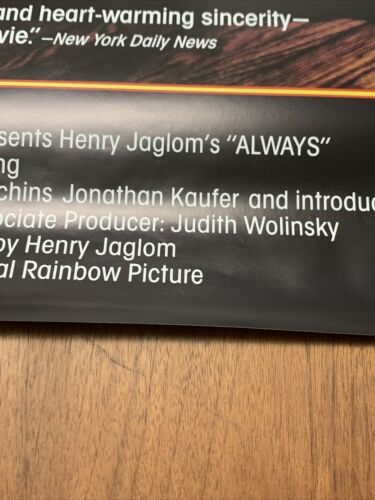 and heart-warming sincerity—
vie." —New York Daily News
sents Henry Jaglom's "ALWAYS"
ng
chins Jonathan Kaufer and introduc
ociate Producer: Judith Wolinsky
by Henry Jaglom
al Rainbow Picture